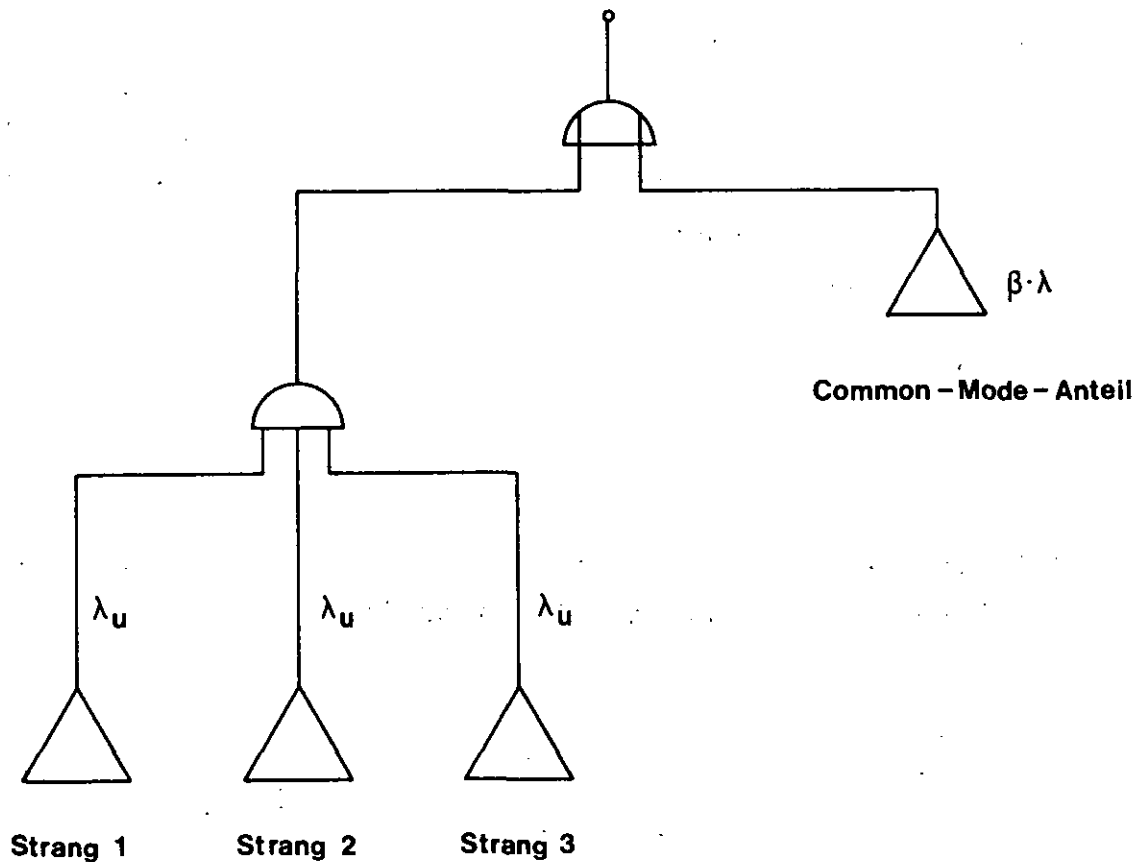 β·λ
Common-Mode-Anteil
λu λu λu
Strang 1 Strang 2 Strang 3